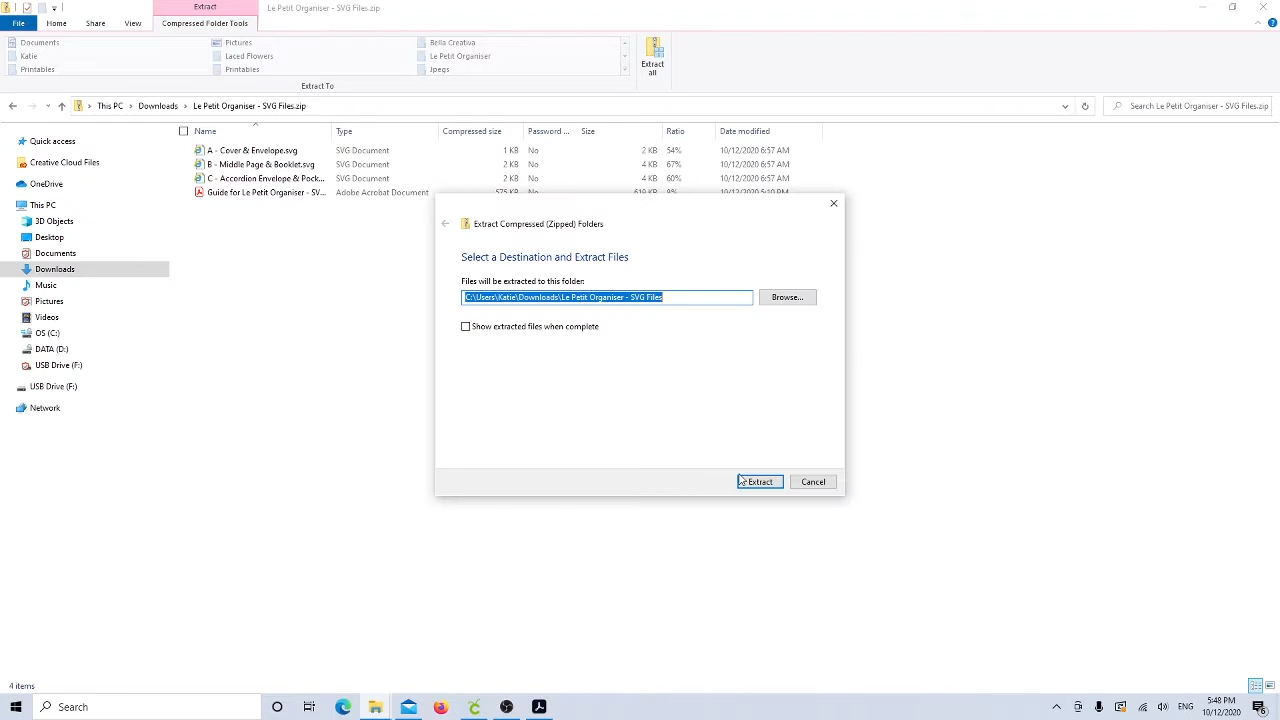 Extract
Le Petit Organiser - SVG Files.zip
File
Home
Share
View
Compressed Folder Tools
Documents
Pictures
Bella Creativa
Katie
Laced Flowers
Le Petit Organiser
Printables
Printables
Jpegs
Extract all
Extract To
This PC > Downloads > Le Petit Organiser - SVG Files.zip
Search Le Petit Organiser - SVG Files.zip
Name Type Compressed size Password ... Size Ratio Date modified
A - Cover & Envelope.svg SVG Document 1 KB No 2 KB 54% 10/12/2020 6:57 AM
B - Middle Page & Booklet.svg SVG Document 2 KB No 4 KB 67% 10/12/2020 6:57 AM
C - Accordion Envelope & Pock... SVG Document 2 KB No 4 KB 60% 10/12/2020 6:57 AM
Guide for Le Petit Organiser - SV... Adobe Acrobat Document 575 KB No
Quick access
Creative Cloud Files
OneDrive
This PC
3D Objects
Desktop
Documents
Downloads
Music
Pictures
Videos
OS (C:)
DATA (D:)
USB Drive (F:)
USB Drive (F:)
Network
Extract Compressed (Zipped) Folders
Select a Destination and Extract Files
Files will be extracted to this folder:
C:\Users\Katie\Downloads\Le Petit Organiser - SVG Files
Browse...
Show extracted files when complete
Extract
Cancel
4 items
Search
ENG
5:48 PM
10/12/2020